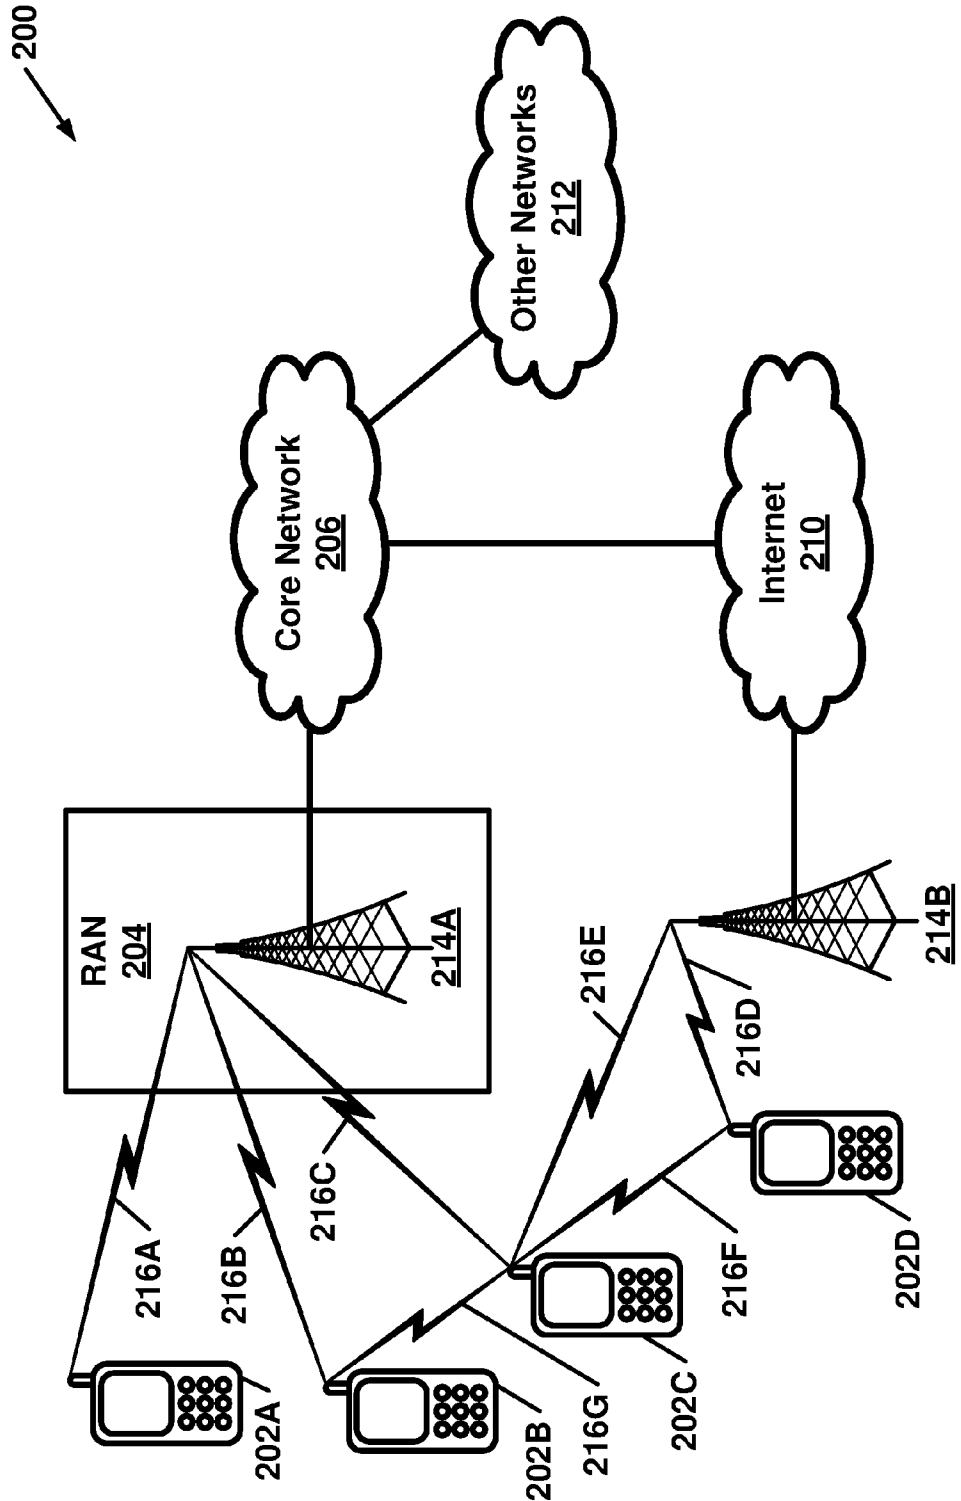 200
RAN
204
214A
Core Network
206
Other Networks
212
Internet
210
214B
216A
216B
216C
216E
216D
216F
216G
202A
202B
202C
202D